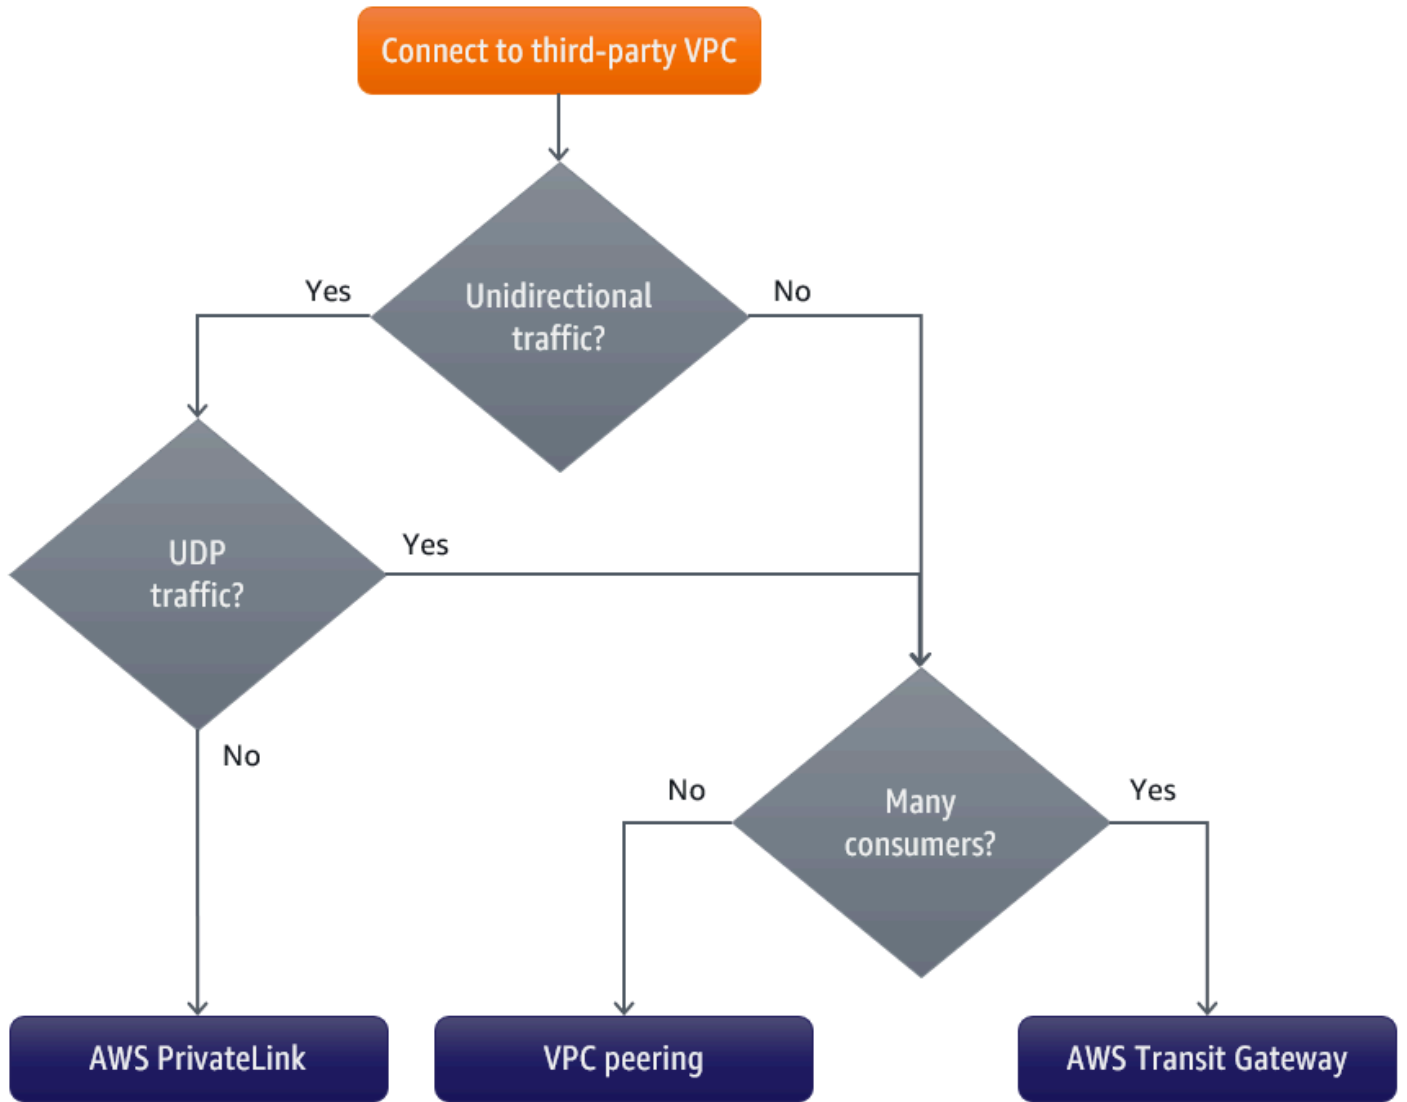 Connect to third-party VPC
Yes
Unidirectional
traffic?
No
UDP
traffic?
Yes
No
No
Many
consumers?
Yes
AWS PrivateLink
VPC peering
AWS Transit Gateway